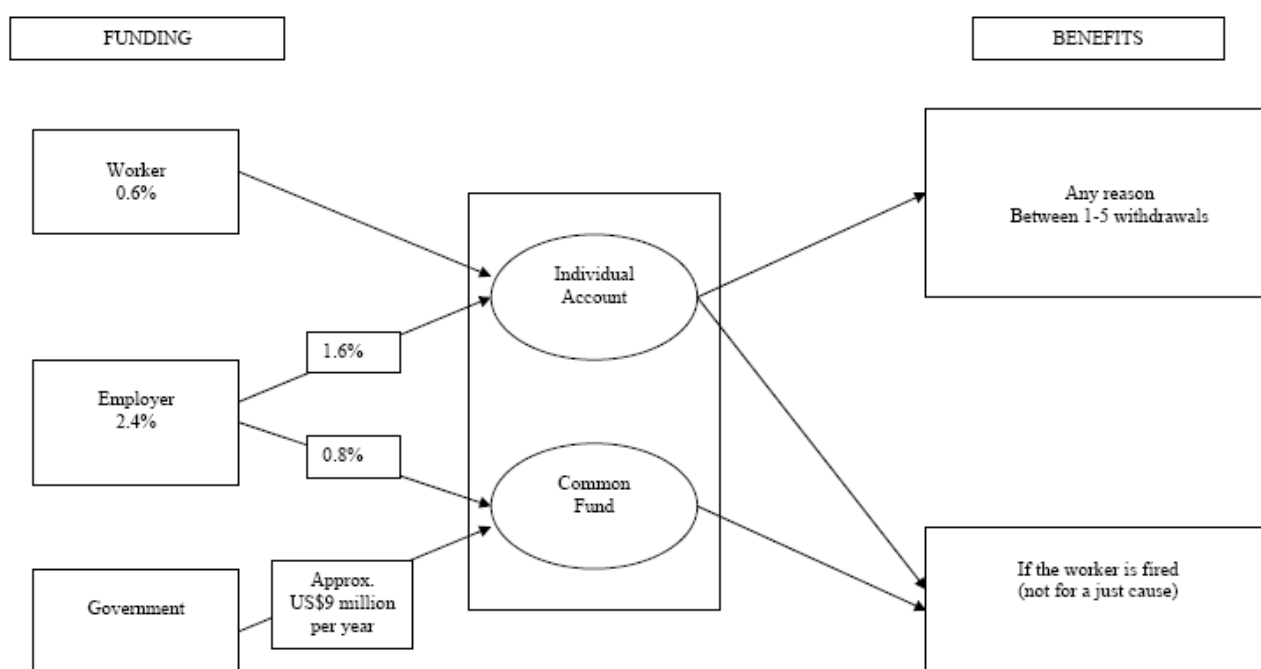 FUNDING
BENEFITS
Worker
0.6%
Any reason
Between 1-5 withdrawals
Individual
Account
1.6%
Employer
2.4%
0.8%
Common
Fund
Government
Approx.
US$9 million
per year
If the worker is fired
(not for a just cause)